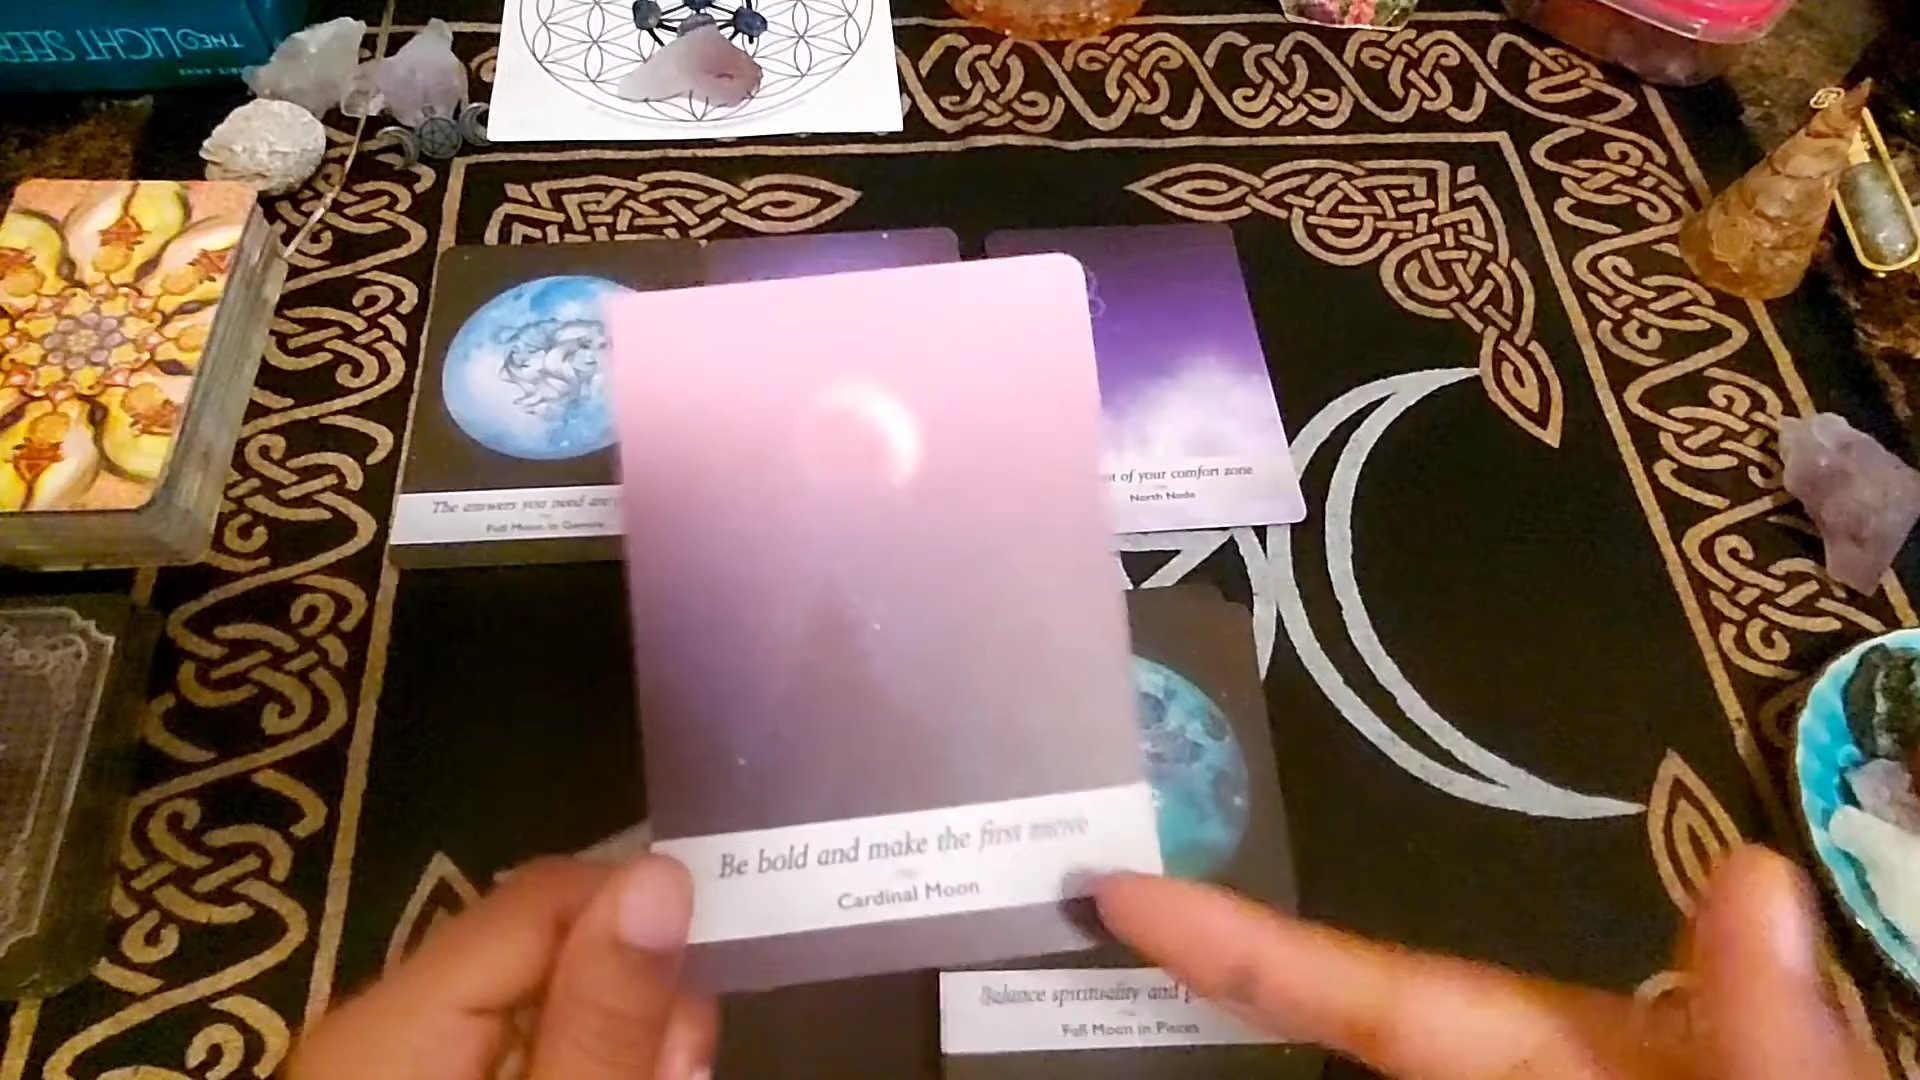 THE LIGHT SEER
The answers you need are
Full Moon in Gemini
of your comfort zone
North Node
Be bold and make the first move
Cardinal Moon
Balance spirituality and
Full Moon in Pisces